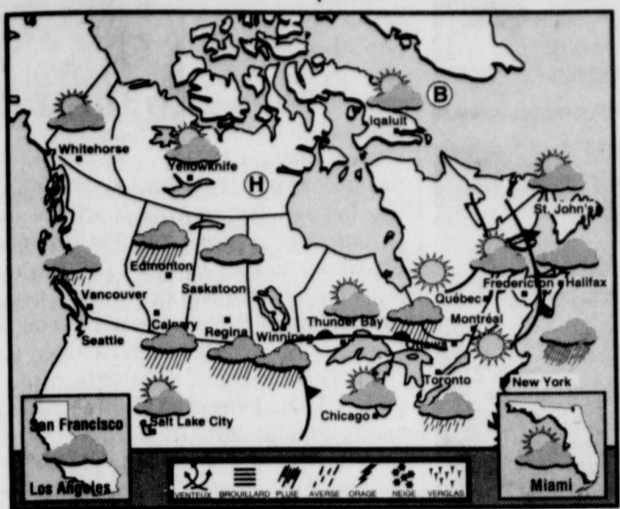 B
Iqaluit
Whitehorse
Yellowknife
H
St. John's
Edmonton
Saskatoon
Vancouver
Québec
Fredericton
Halifax
Calgary
Regina
Winnipeg
Thunder Bay
Montréal
Seattle
Ottawa
Toronto
New York
Salt Lake City
Chicago
San Francisco
Los Angeles
Miami
VENTEUX BROUILLARD PLUIE AVERSE ORAGE NEIGE VERGLAS